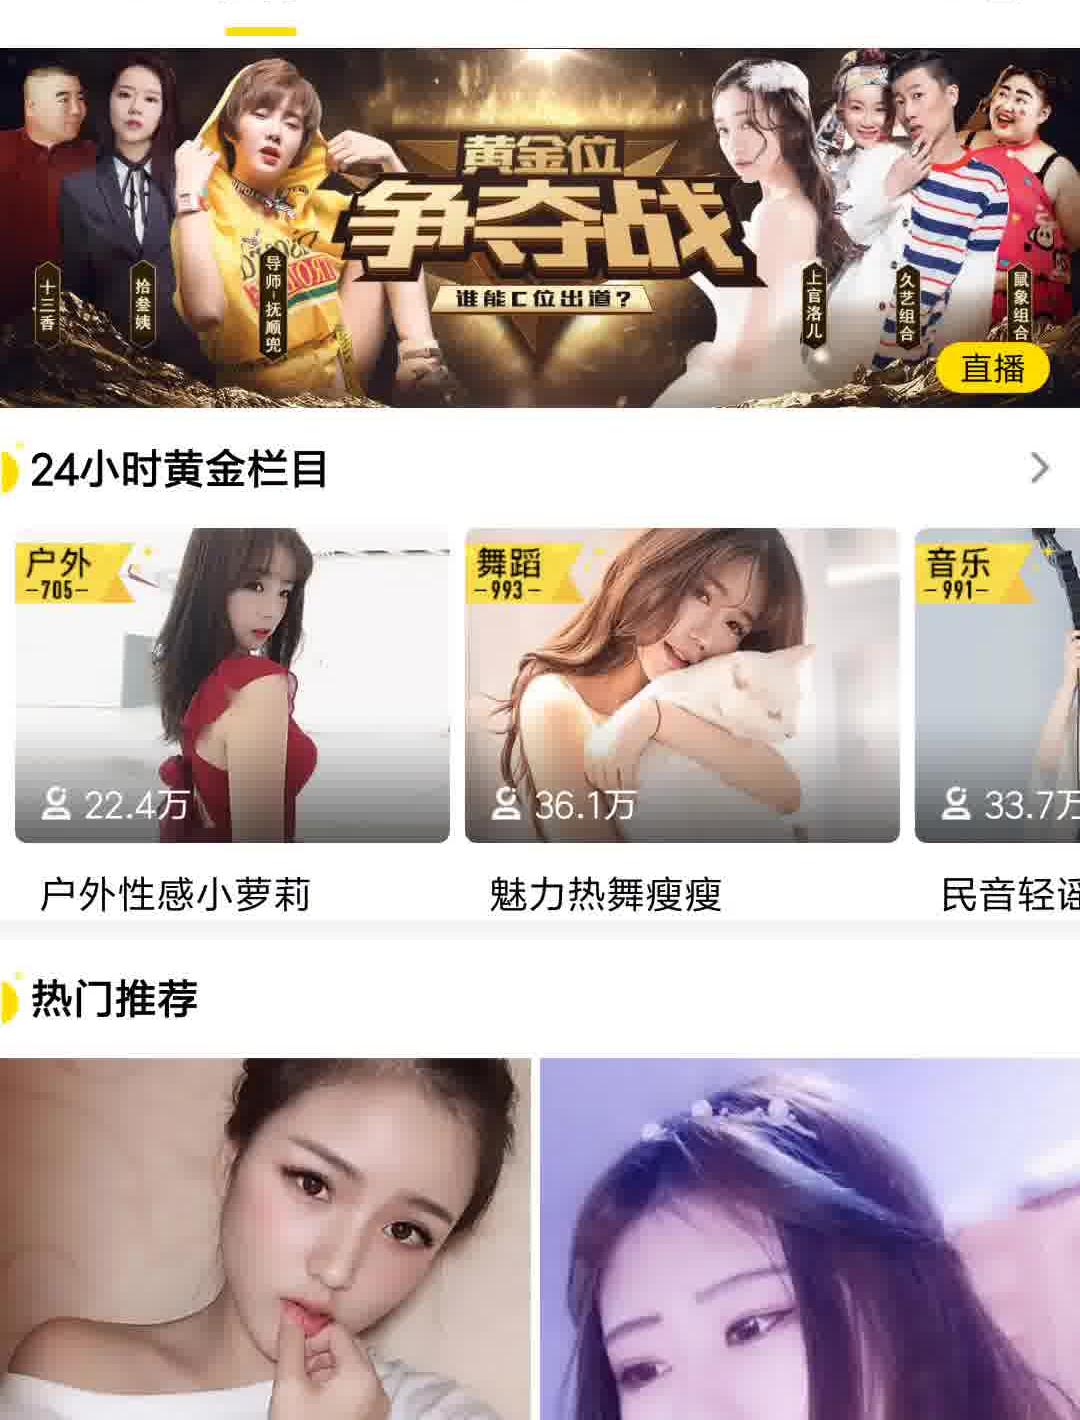 黄金位
争夺战
谁能C位出道?
十三香
拾叁姨
导师-抚顺兜
上官洛儿
久艺组合
鼠象组合
直播
24小时黄金栏目
户外
-705-
舞蹈
-993-
音乐
-991-
22.4万
36.1万
33.7万
户外性感小萝莉
魅力热舞瘦瘦
民音轻谣
热门推荐